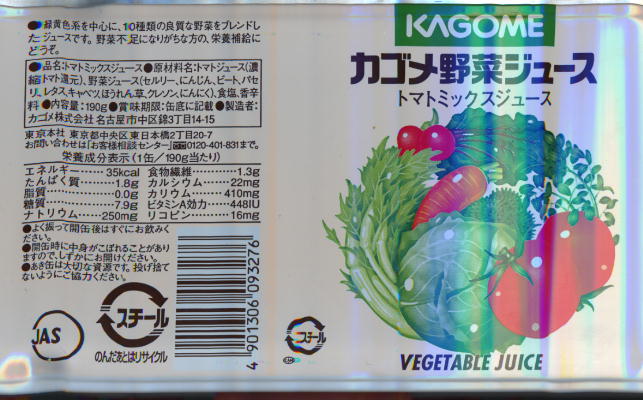 ●緑黄色系を中心に、10種類の良質な野菜をブレンドし
たジュースです。野菜不足になりがちな方の、栄養補給に
どうぞ。
●品名:トマトミックスジュース●原材料名:トマトジュース(濃
縮トマト還元)、野菜ジュース(セルリー、にんじん、ビート、パセ
リ、レタス、キャベツ、ほうれん草、クレソン、にんにく)、食塩、香辛
料●内容量:190g●賞味期限:缶底に記載●製造者:
カゴメ株式会社 名古屋市中区錦3丁目14-15
東京本社 東京都中央区東日本橋2丁目20-7
お問い合わせは「お客様相談センター」0120-401-831まで。
栄養成分表示(1缶/190g当たり)
エネルギー……35kcal 食物繊維………1.3g
たんぱく質………1.8g カルシウム……22mg
脂質………0.0g カリウム……410mg
糖質………7.9g ビタミンA効力……448IU
ナトリウム……250mg リコピン………16mg
●よく振って開缶後はすぐにお飲みく
ださい。
●開缶時に中身がこぼれることがあり
ますので、しずかにお開けください。
●あき缶は大切な資源です。投げ捨て
ないようにご協力ください。
JAS
スチール
のんだあとはリサイクル
4 901306 093276
スチール
KAGOME
カゴメ野菜ジュース
トマトミックスジュース
VEGETABLE JUICE